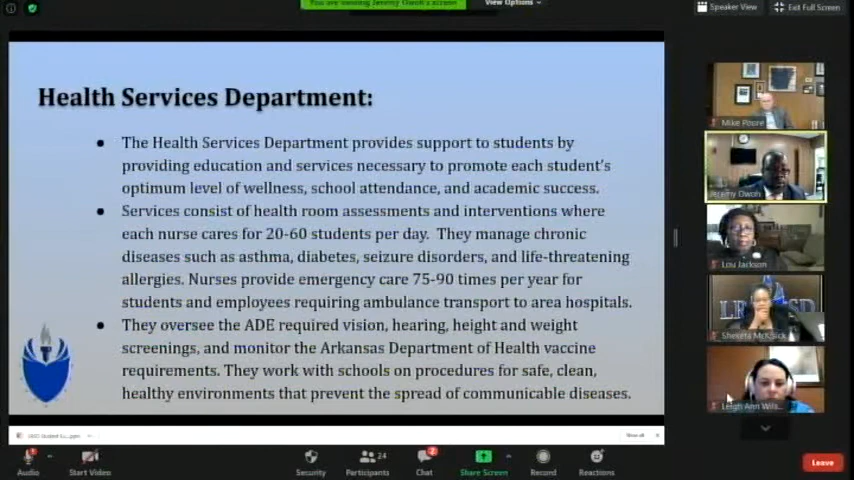 You are viewing Jeremy Owoh's screen
View Options
Speaker View
Exit Full Screen
Health Services Department:
● The Health Services Department provides support to students by
providing education and services necessary to promote each student's
optimum level of wellness, school attendance, and academic success.
● Services consist of health room assessments and interventions where
each nurse cares for 20-60 students per day. They manage chronic
diseases such as asthma, diabetes, seizure disorders, and life-threatening
allergies. Nurses provide emergency care 75-90 times per year for
students and employees requiring ambulance transport to area hospitals.
● They oversee the ADE required vision, hearing, height and weight
screenings, and monitor the Arkansas Department of Health vaccine
requirements. They work with schools on procedures for safe, clean,
healthy environments that prevent the spread of communicable diseases.
Mike Poore
Jeremy Owoh
Lou Jackson
LR SD
Leigh Ann Wils...
Show all
1
Audio
Start Video
Security
24
Participants
2
Chat
Share Screen
Record
Reactions
Leave